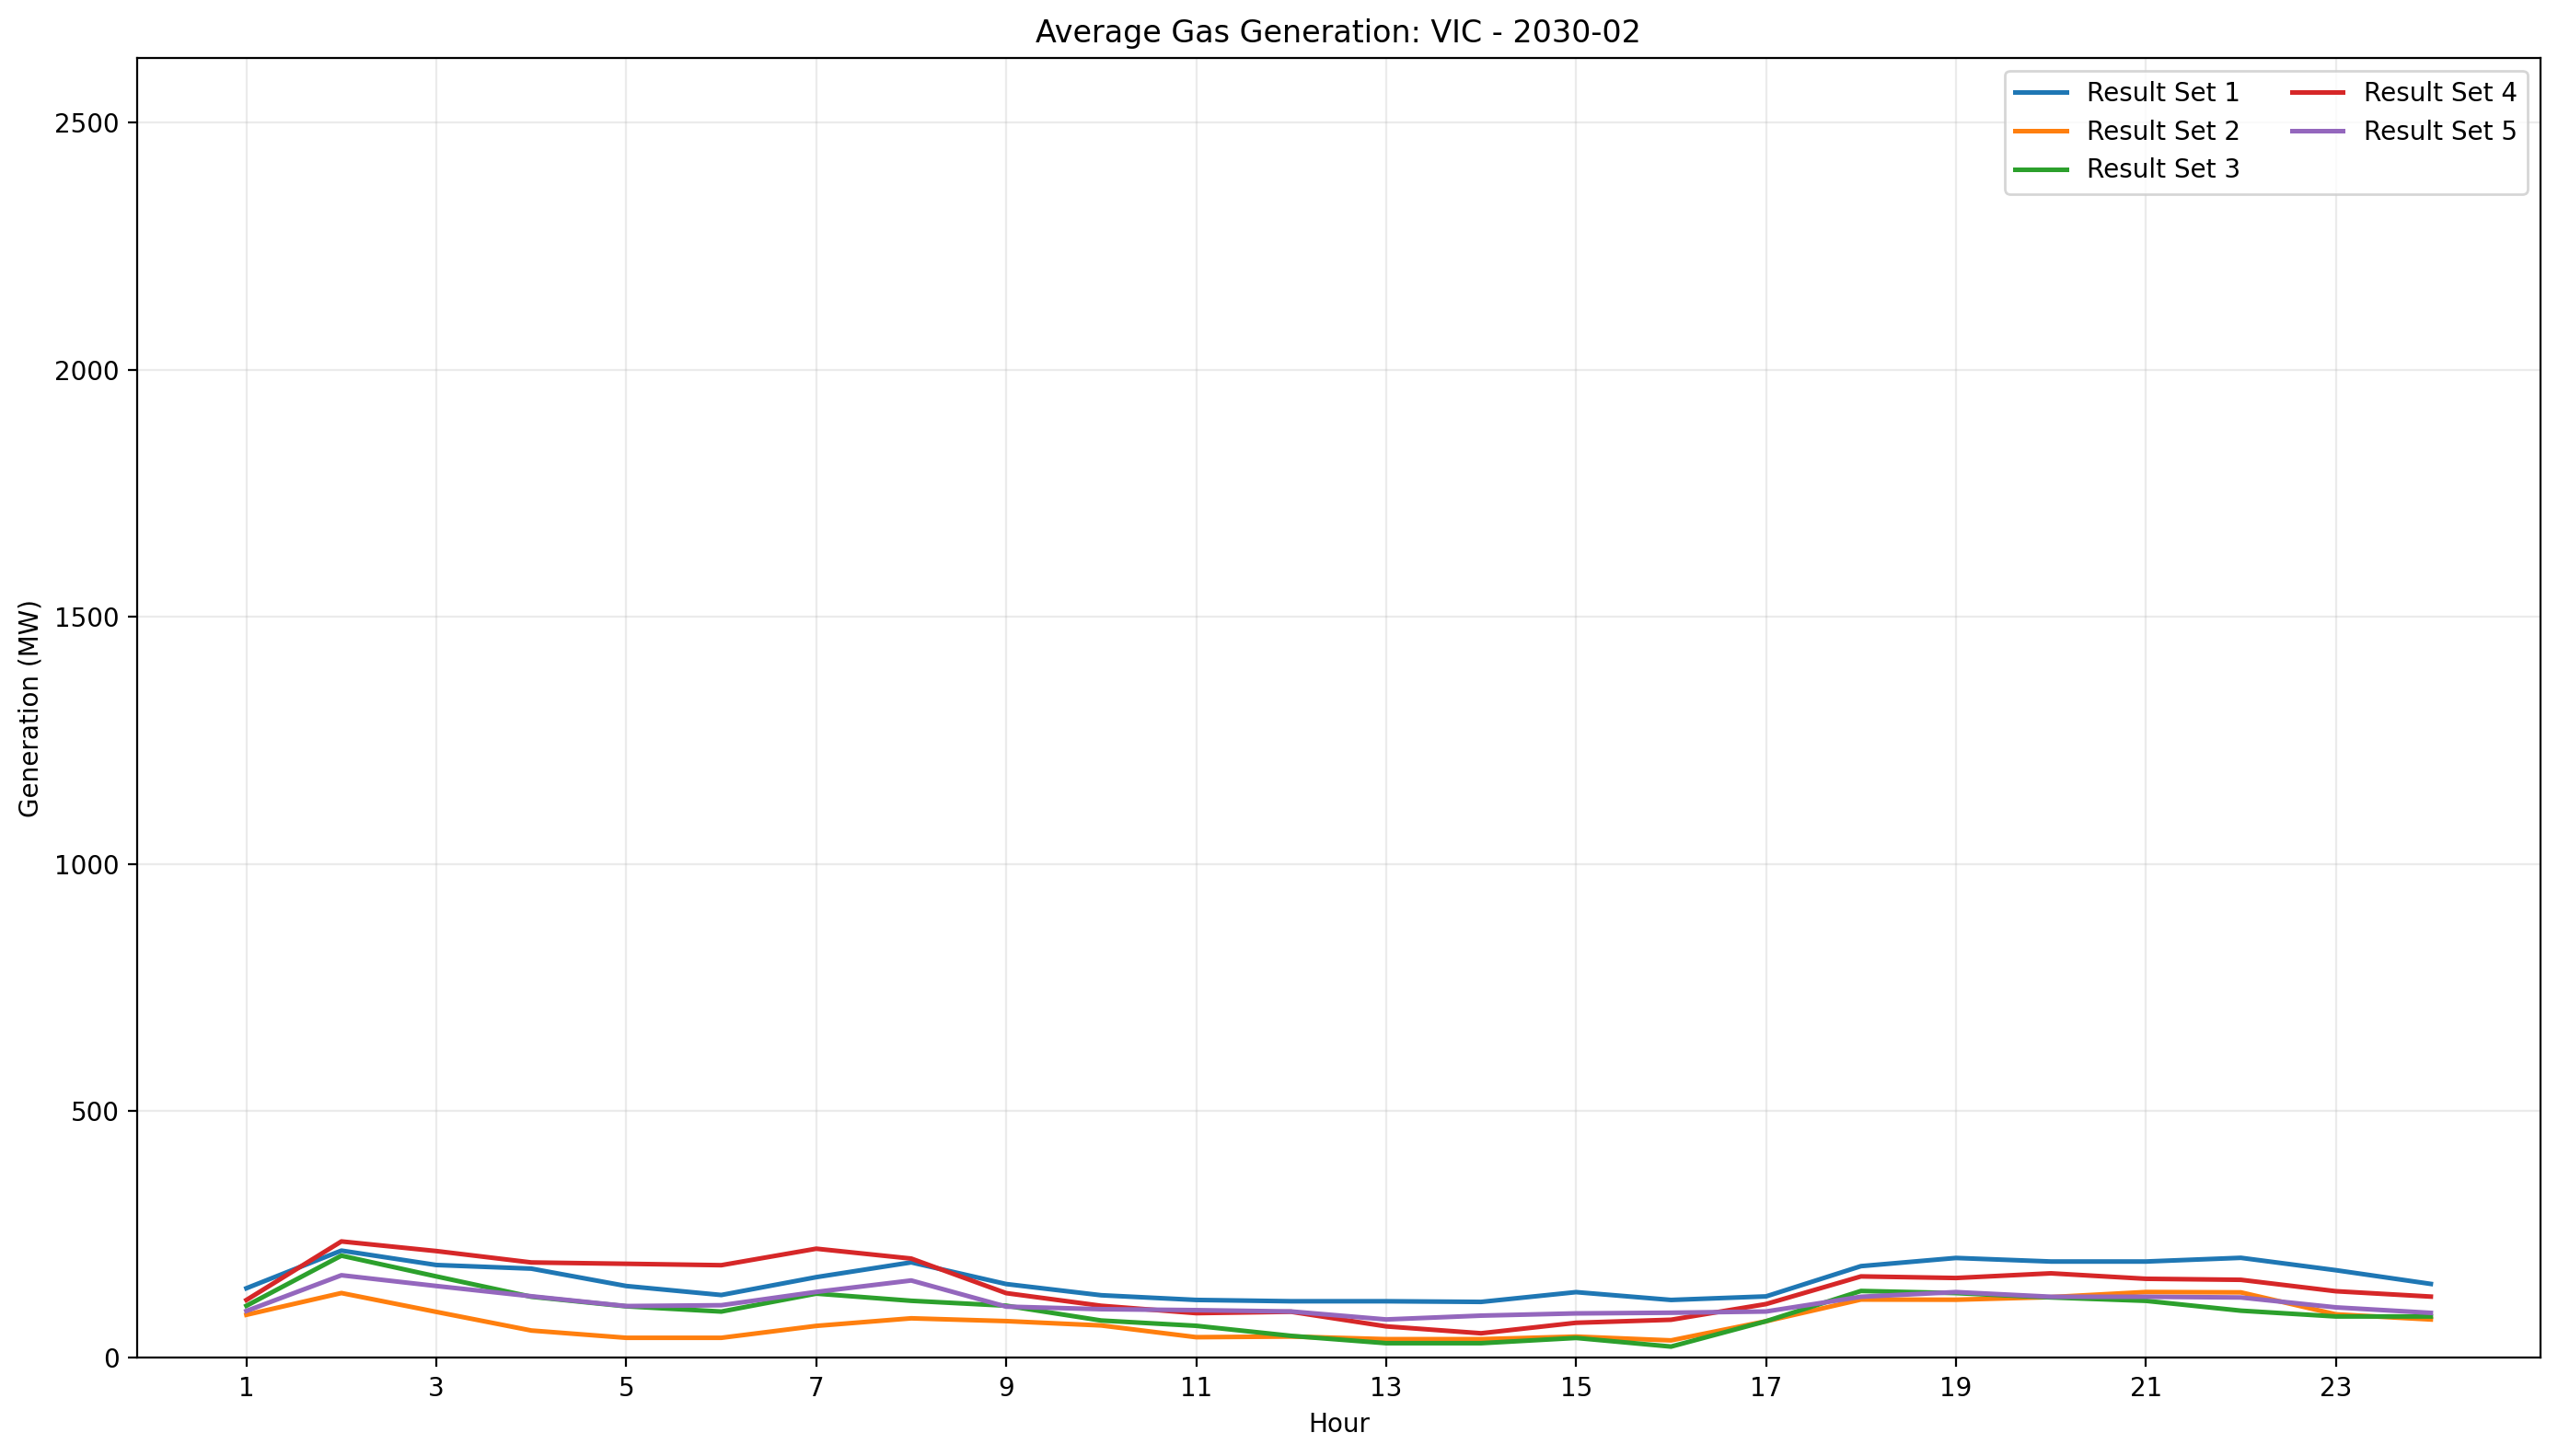 Average Gas Generation: VIC - 2030-02
Result Set 1
Result Set 2
Result Set 3
Result Set 4
Result Set 5
Generation (MW)
2500
2000
1500
1000
500
0
1 3 5 7 9 11 13 15 17 19 21 23
Hour